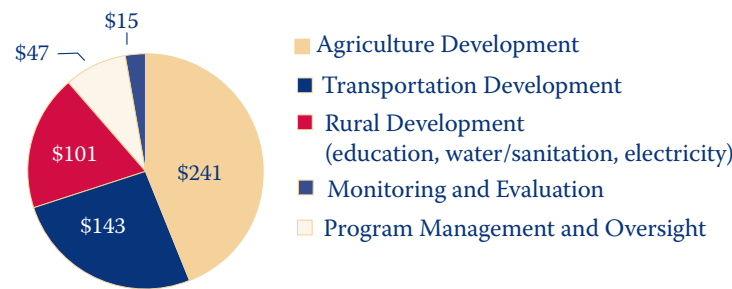 $15
$47
$101
$241
$143
Agriculture Development
Transportation Development
Rural Development
(education, water/sanitation, electricity)
Monitoring and Evaluation
Program Management and Oversight